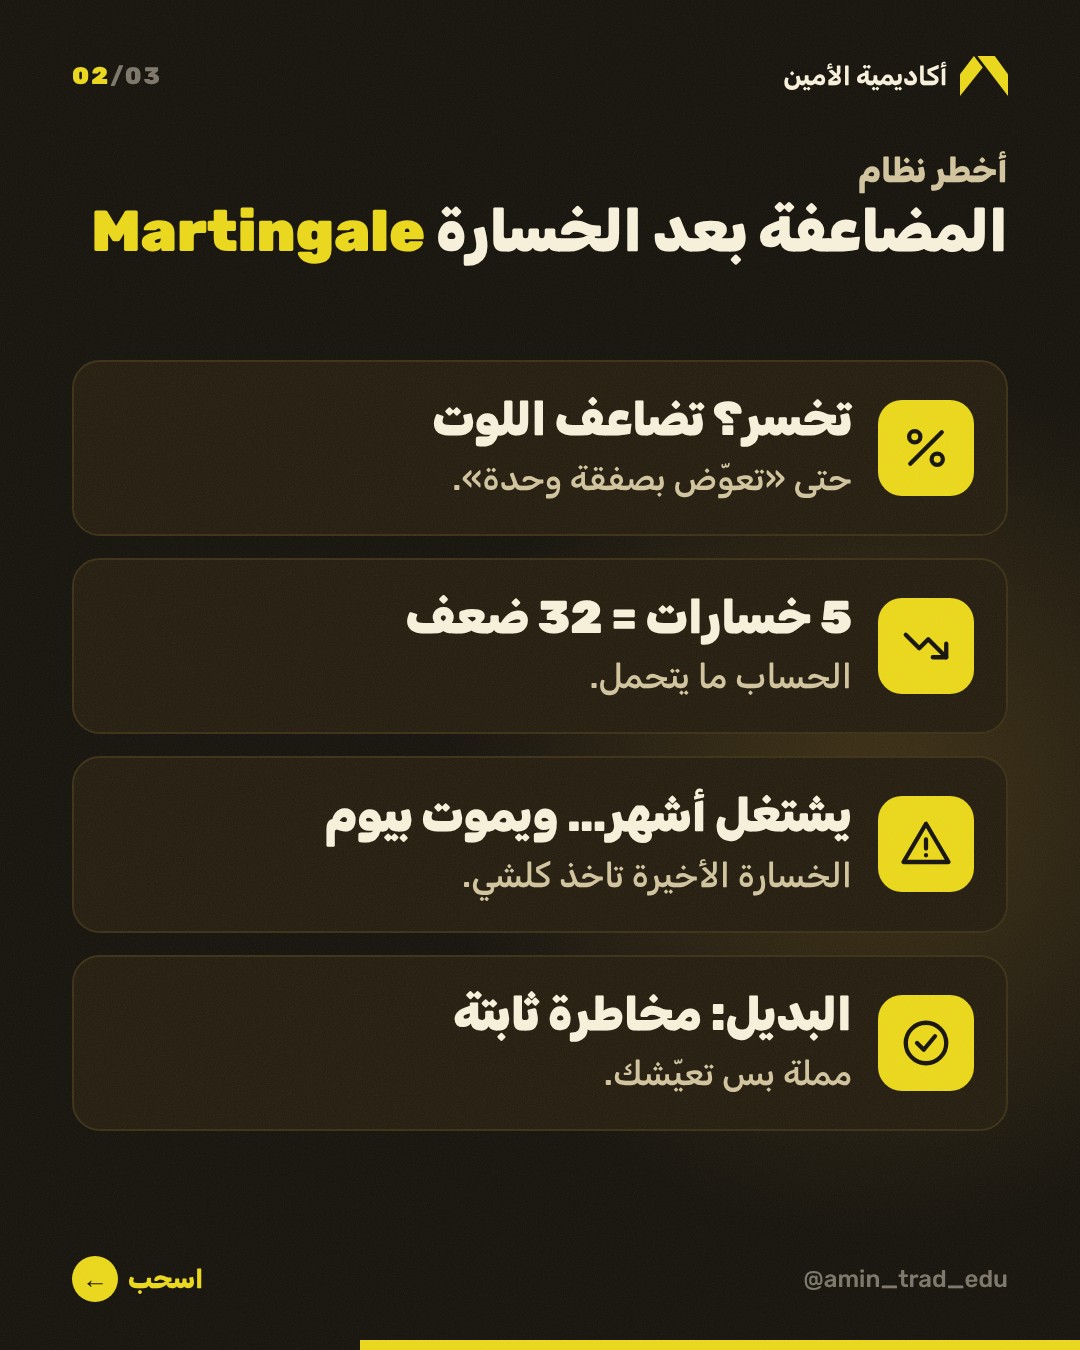 أكاديمية الأمين
02/03
أخطر نظام
المضاعفة بعد الخسارة Martingale
تخسر؟ تضاعف اللوت
حتى «تعوّض بصفقة وحدة».
5 خسارات = 32 ضعف
الحساب ما يتحمل.
يشتغل أشهر… ويموت بيوم
الخسارة الأخيرة تاخذ كلشي.
البديل: مخاطرة ثابتة
مملة بس تعيّشك.
@amin_trad_edu
اسحب ←